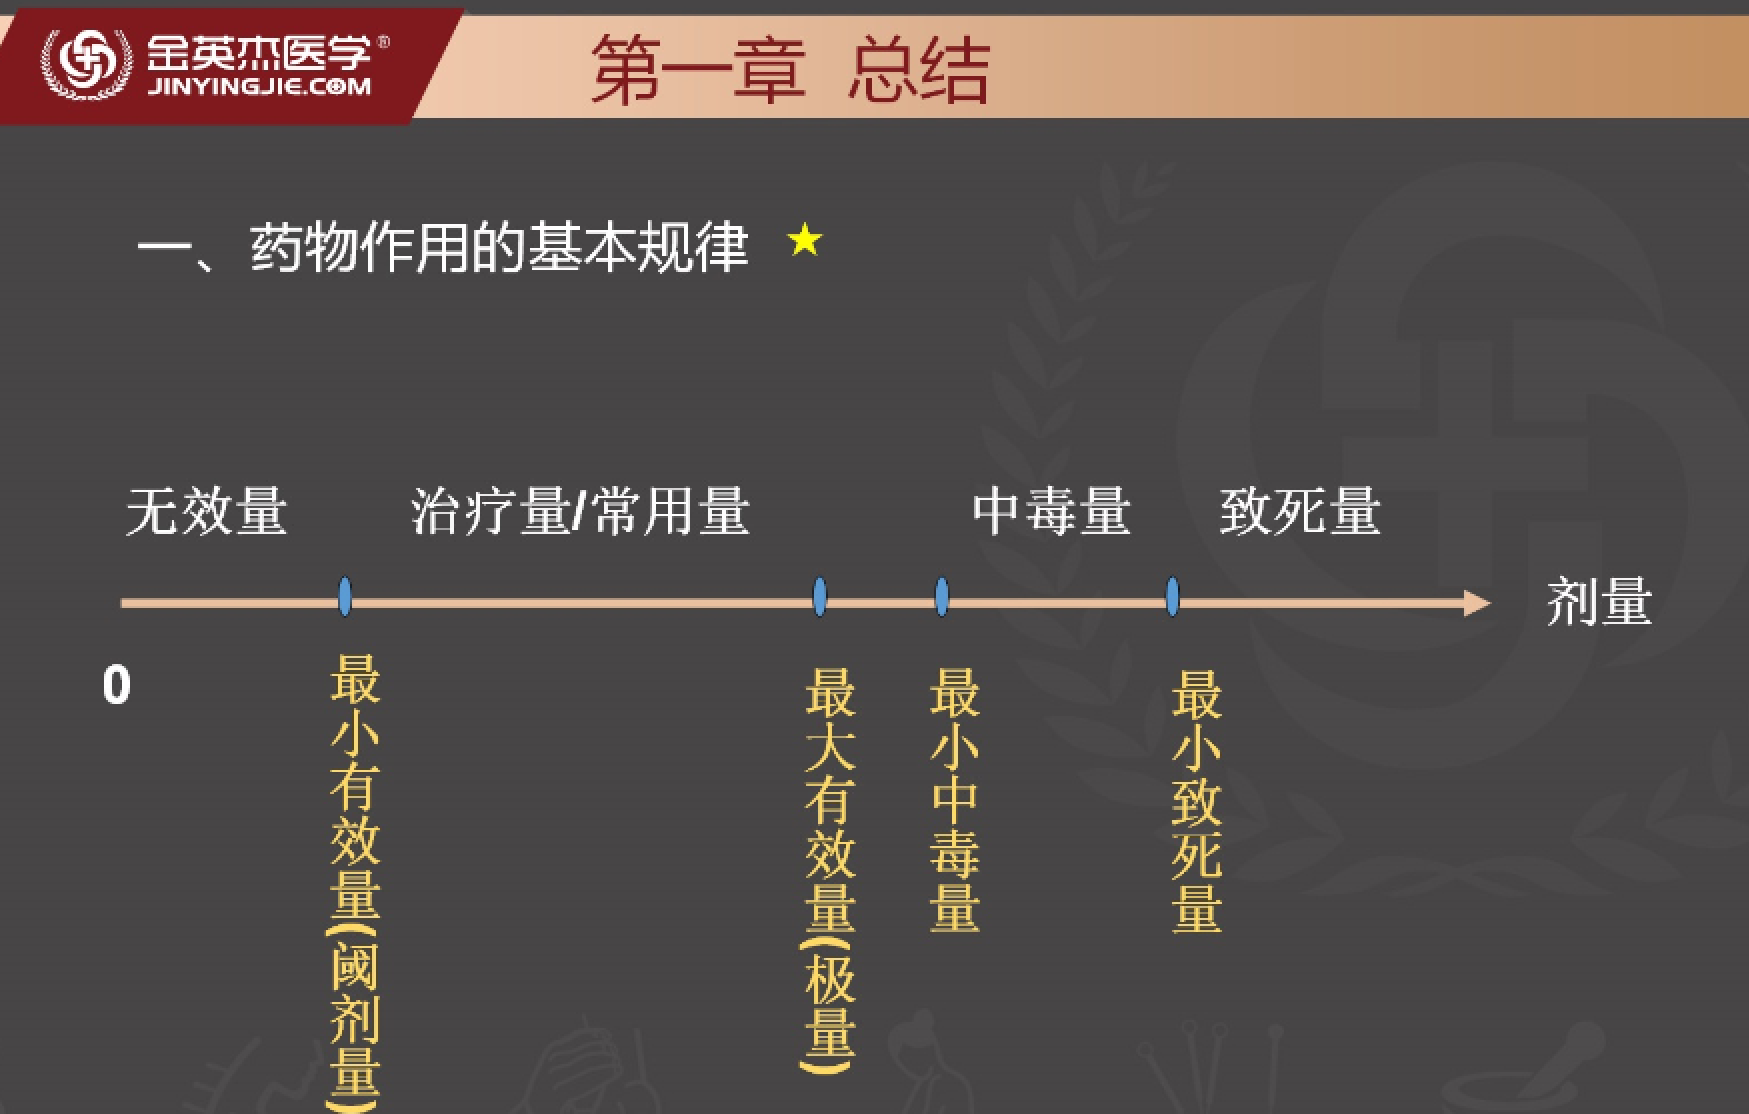 金英杰医学®
JINYINGJIE.COM
第一章 总结
一、药物作用的基本规律
无效量 治疗量/常用量 中毒量 致死量
剂量
0
最小有效量(阈剂量)
最大有效量(极量)
最小中毒量
最小致死量